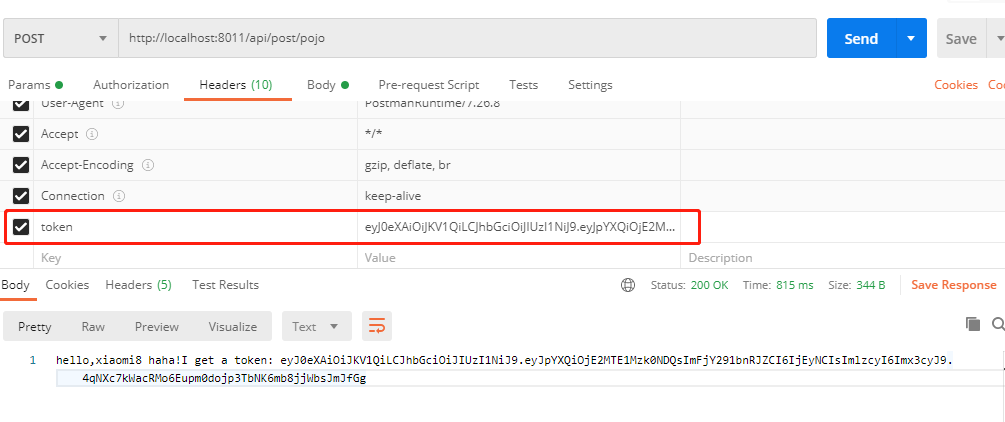 POST http://localhost:8011/api/post/pojo Send Save
Params Authorization Headers (10) Body Pre-request Script Tests Settings Cookies
User-Agent PostmanRuntime/7.26.8
Accept */*
Accept-Encoding gzip, deflate, br
Connection keep-alive
token eyJ0eXAiOiJKV1QiLCJhbGciOiJIUzI1NiJ9.eyJpYXQiOjE2M...
Key Value Description
Body Cookies Headers (5) Test Results Status: 200 OK Time: 815 ms Size: 344 B Save Response
Pretty Raw Preview Visualize Text
1 hello,xiaomi8 haha!I get a token: eyJ0eXAiOiJKV1QiLCJhbGciOiJIUzI1NiJ9.eyJpYXQiOjE2MTE1Mzk0NDQsImFjY291bnRJZCI6IjEyNCIsImlzcyI6Imx3cyJ9.
4qNXc7kWacRMo6Eupm0dojp3TbNK6mb8jjWbsJmJfGg